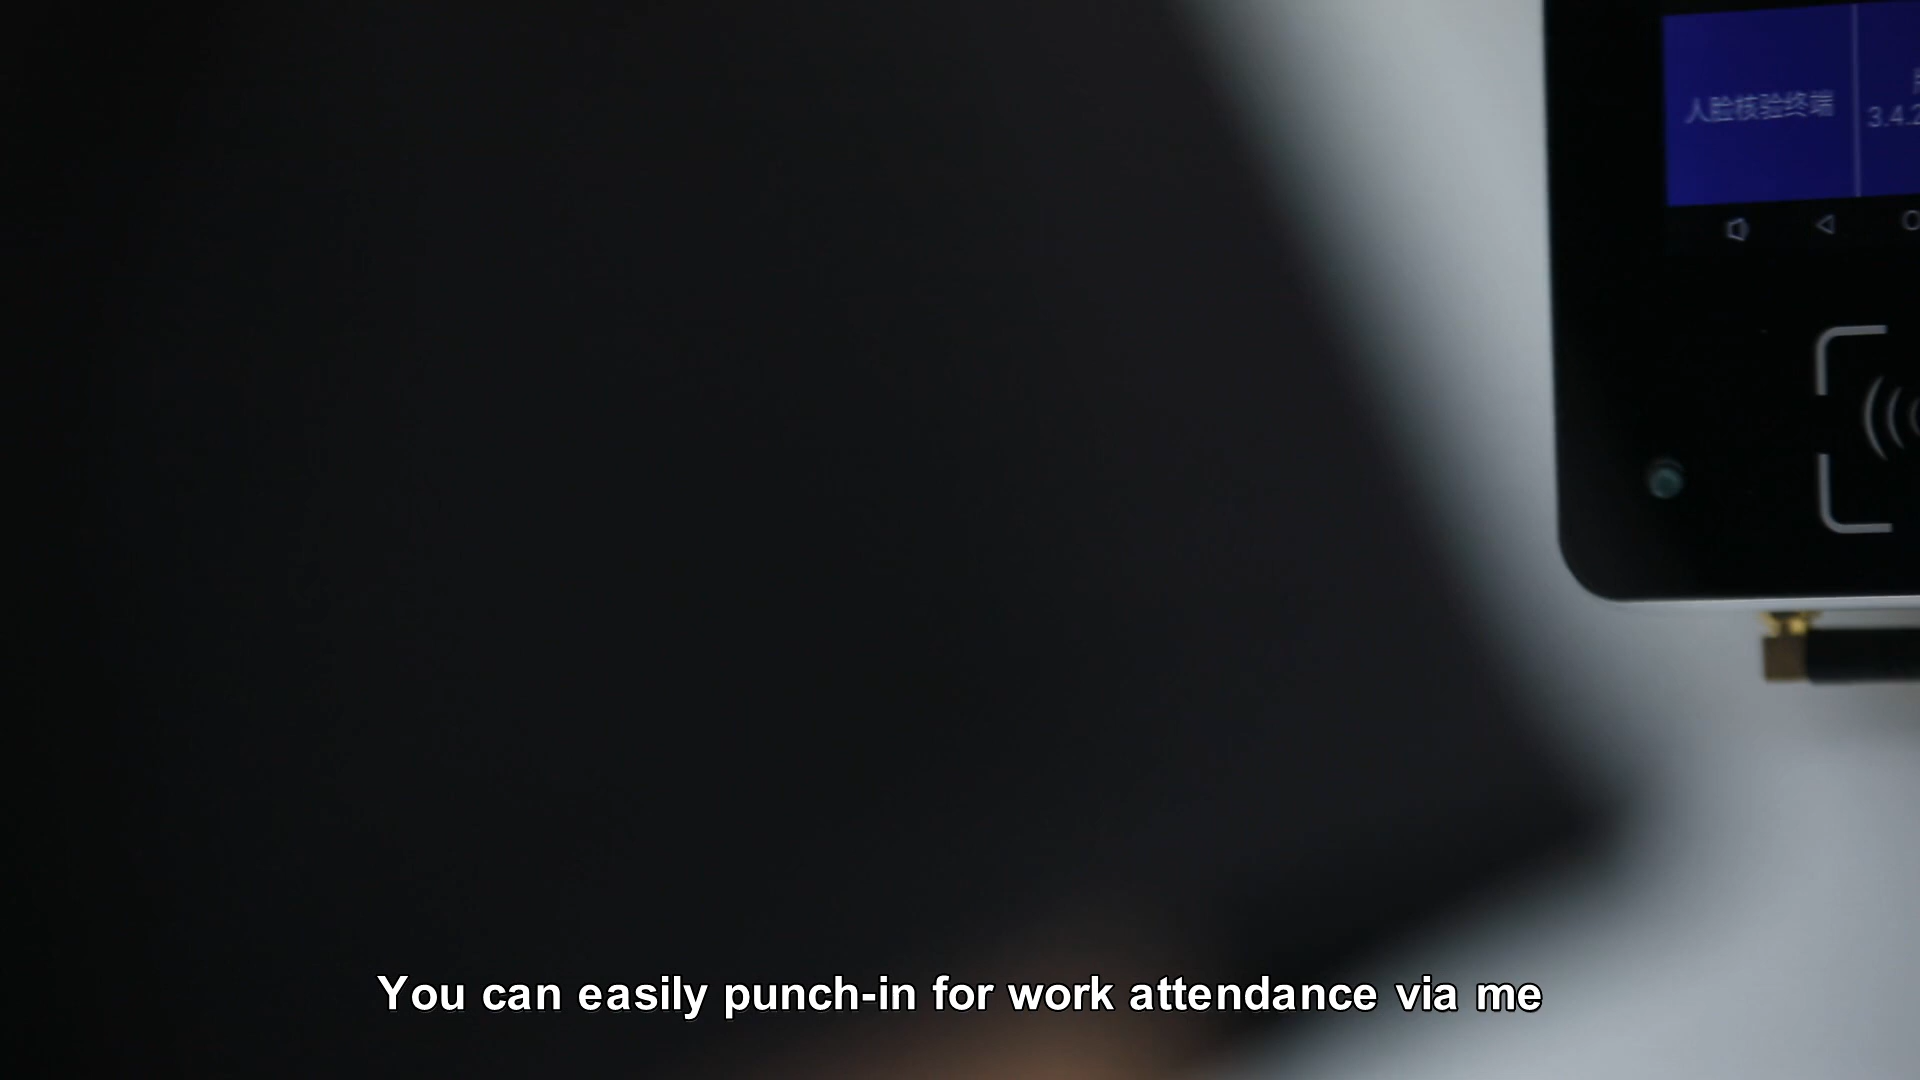 人脸核验终端
3.4.2
You can easily punch-in for work attendance via me